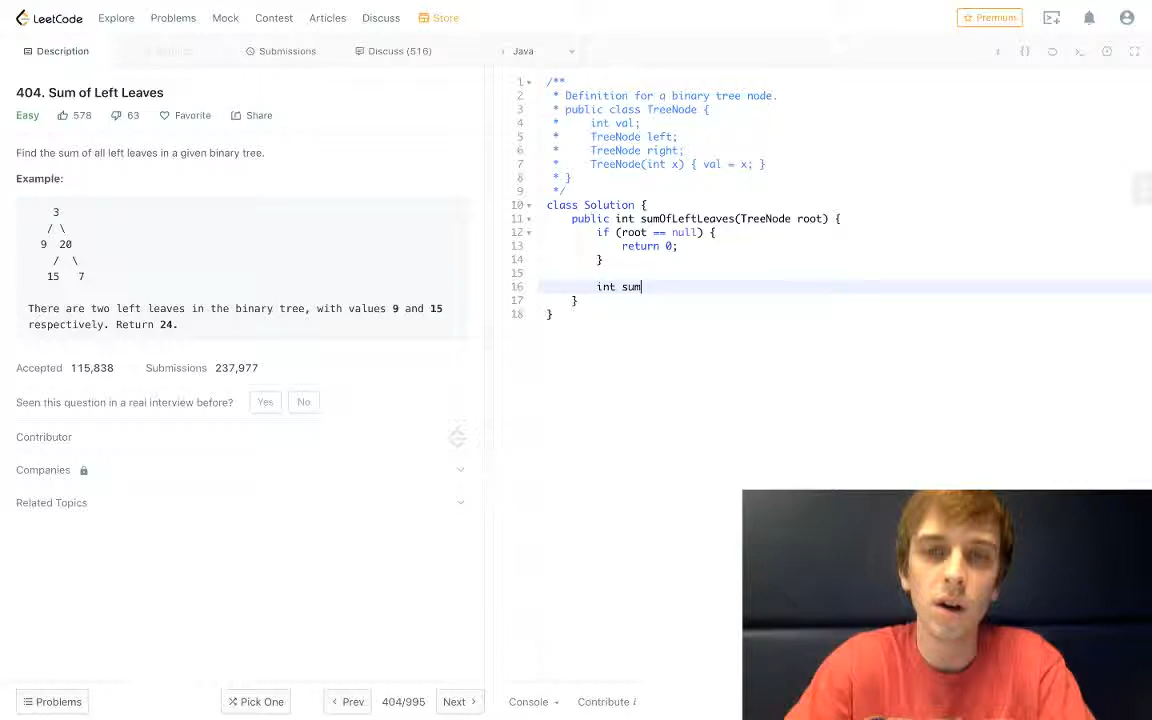 LeetCode Explore Problems Mock Contest Articles Discuss Store Premium
Description Submissions Discuss (516) Java
404. Sum of Left Leaves
Easy 578 63 Favorite Share
Find the sum of all left leaves in a given binary tree.
Example:
3
/ \
9 20
/ \
15 7
There are two left leaves in the binary tree, with values 9 and 15
respectively. Return 24.
Accepted 115,838 Submissions 237,977
Seen this question in a real interview before? Yes No
Contributor
Companies
Related Topics
Problems Pick One Prev 404/995 Next
1 /**
2 * Definition for a binary tree node.
3 * public class TreeNode {
4 * int val;
5 * TreeNode left;
6 * TreeNode right;
7 * TreeNode(int x) { val = x; }
8 * }
9 */
10 class Solution {
11 public int sumOfLeftLeaves(TreeNode root) {
12 if (root == null) {
13 return 0;
14 }
15
16 int sum
17 }
18 }
Console Contribute i